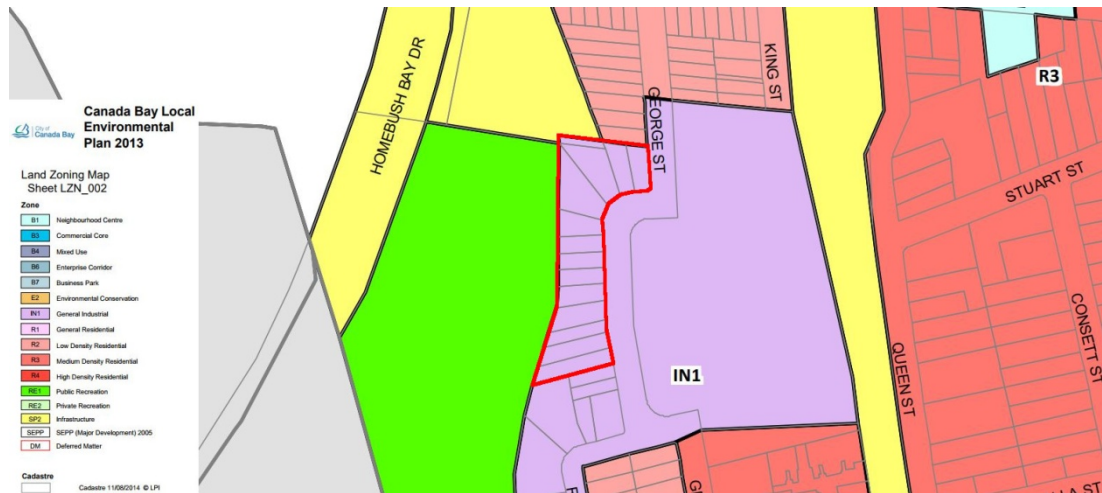 City of
Canada Bay
Canada Bay Local
Environmental
Plan 2013
Land Zoning Map
Sheet LZN_002
Zone
B1 Neighbourhood Centre
B3 Commercial Core
B4 Mixed Use
B6 Enterprise Corridor
B7 Business Park
E2 Environmental Conservation
IN1 General Industrial
R1 General Residential
R2 Low Density Residential
R3 Medium Density Residential
R4 High Density Residential
RE1 Public Recreation
RE2 Private Recreation
SP2 Infrastructure
SEPP SEPP (Major Development) 2005
DM Deferred Matter
Cadastre
Cadastre 11/08/2014 © LPI
HOMEBUSH BAY DR
GEORGE ST
KING ST
R3
STUART ST
CONSETT ST
QUEEN ST
IN1